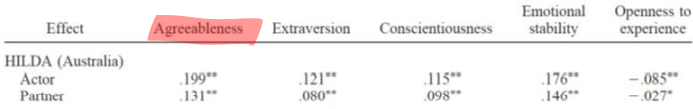 Effect Agreeableness Extraversion Conscientiousness Emotional stability Openness to experience
HILDA (Australia)
Actor .199** .121** .115** .176** −.085**
Partner .131** .080** .098** .146** −.027*